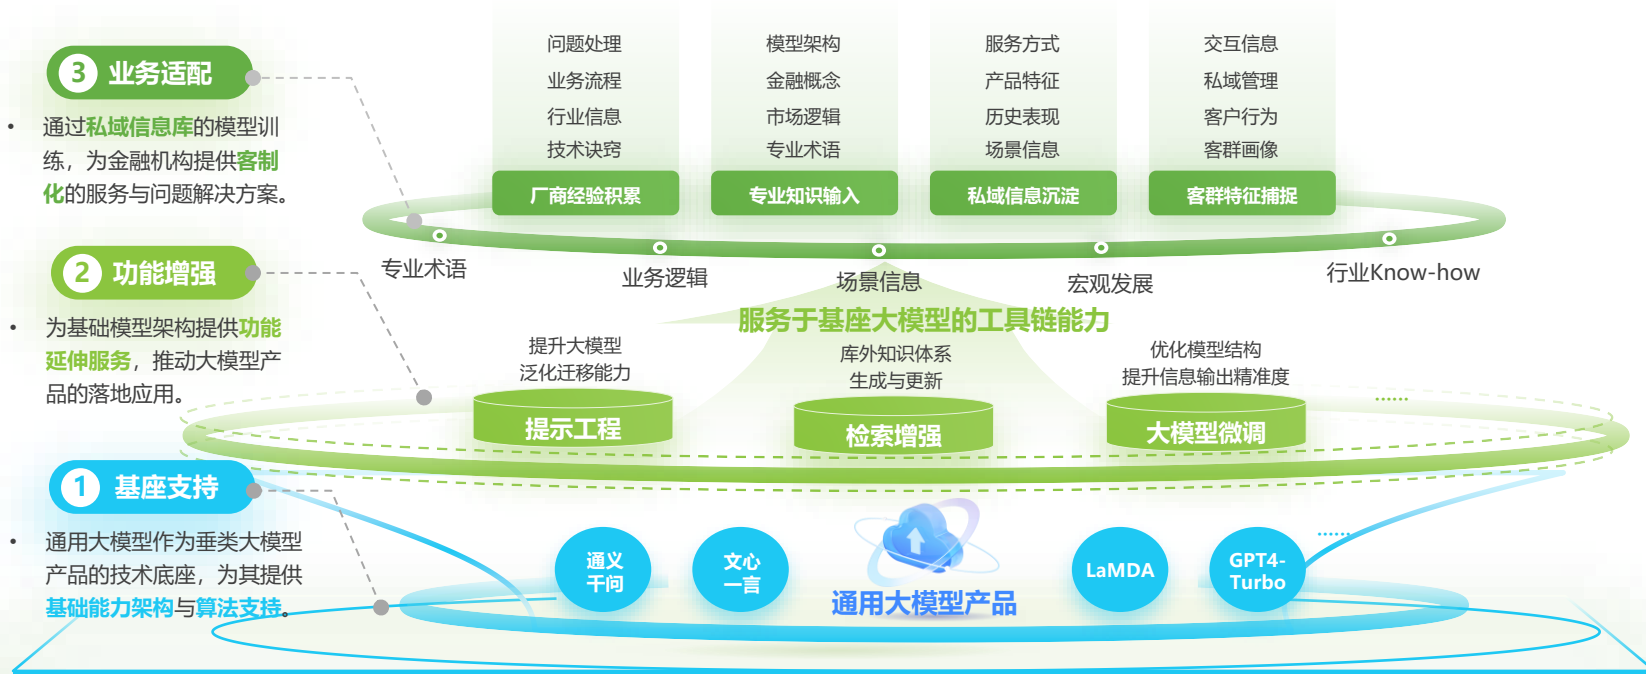 3 业务适配
• 通过私域信息库的模型训
练，为金融机构提供客制
化的服务与问题解决方案。
问题处理
业务流程
行业信息
技术诀窍
厂商经验积累
模型架构
金融概念
市场逻辑
专业术语
专业知识输入
服务方式
产品特征
历史表现
场景信息
私域信息沉淀
交互信息
私域管理
客户行为
客群画像
客群特征捕捉
专业术语
业务逻辑
场景信息
宏观发展
行业Know-how
2 功能增强
• 为基础模型架构提供功能
延伸服务，推动大模型产
品的落地应用。
服务于基座大模型的工具链能力
提升大模型
泛化迁移能力
提示工程
库外知识体系
生成与更新
检索增强
优化模型结构
提升信息输出精准度
大模型微调
......
1 基座支持
• 通用大模型作为垂类大模型
产品的技术底座，为其提供
基础能力架构与算法支持。
通义
千问
文心
一言
通用大模型产品
LaMDA
GPT4-
Turbo
......